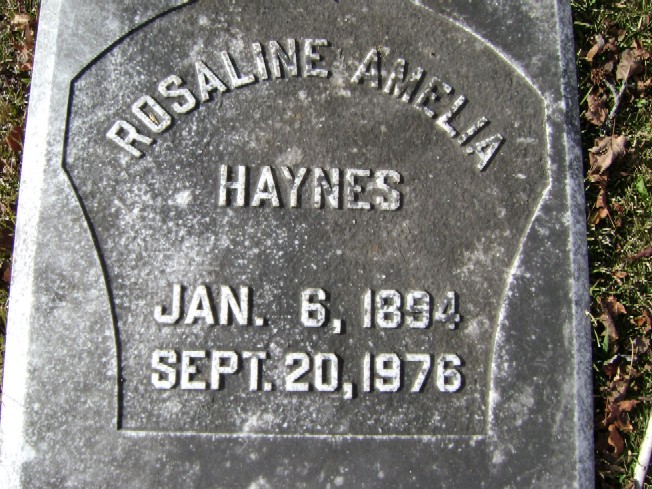 ROSALINE AMELIA
HAYNES
JAN. 6, 1894
SEPT. 20, 1976